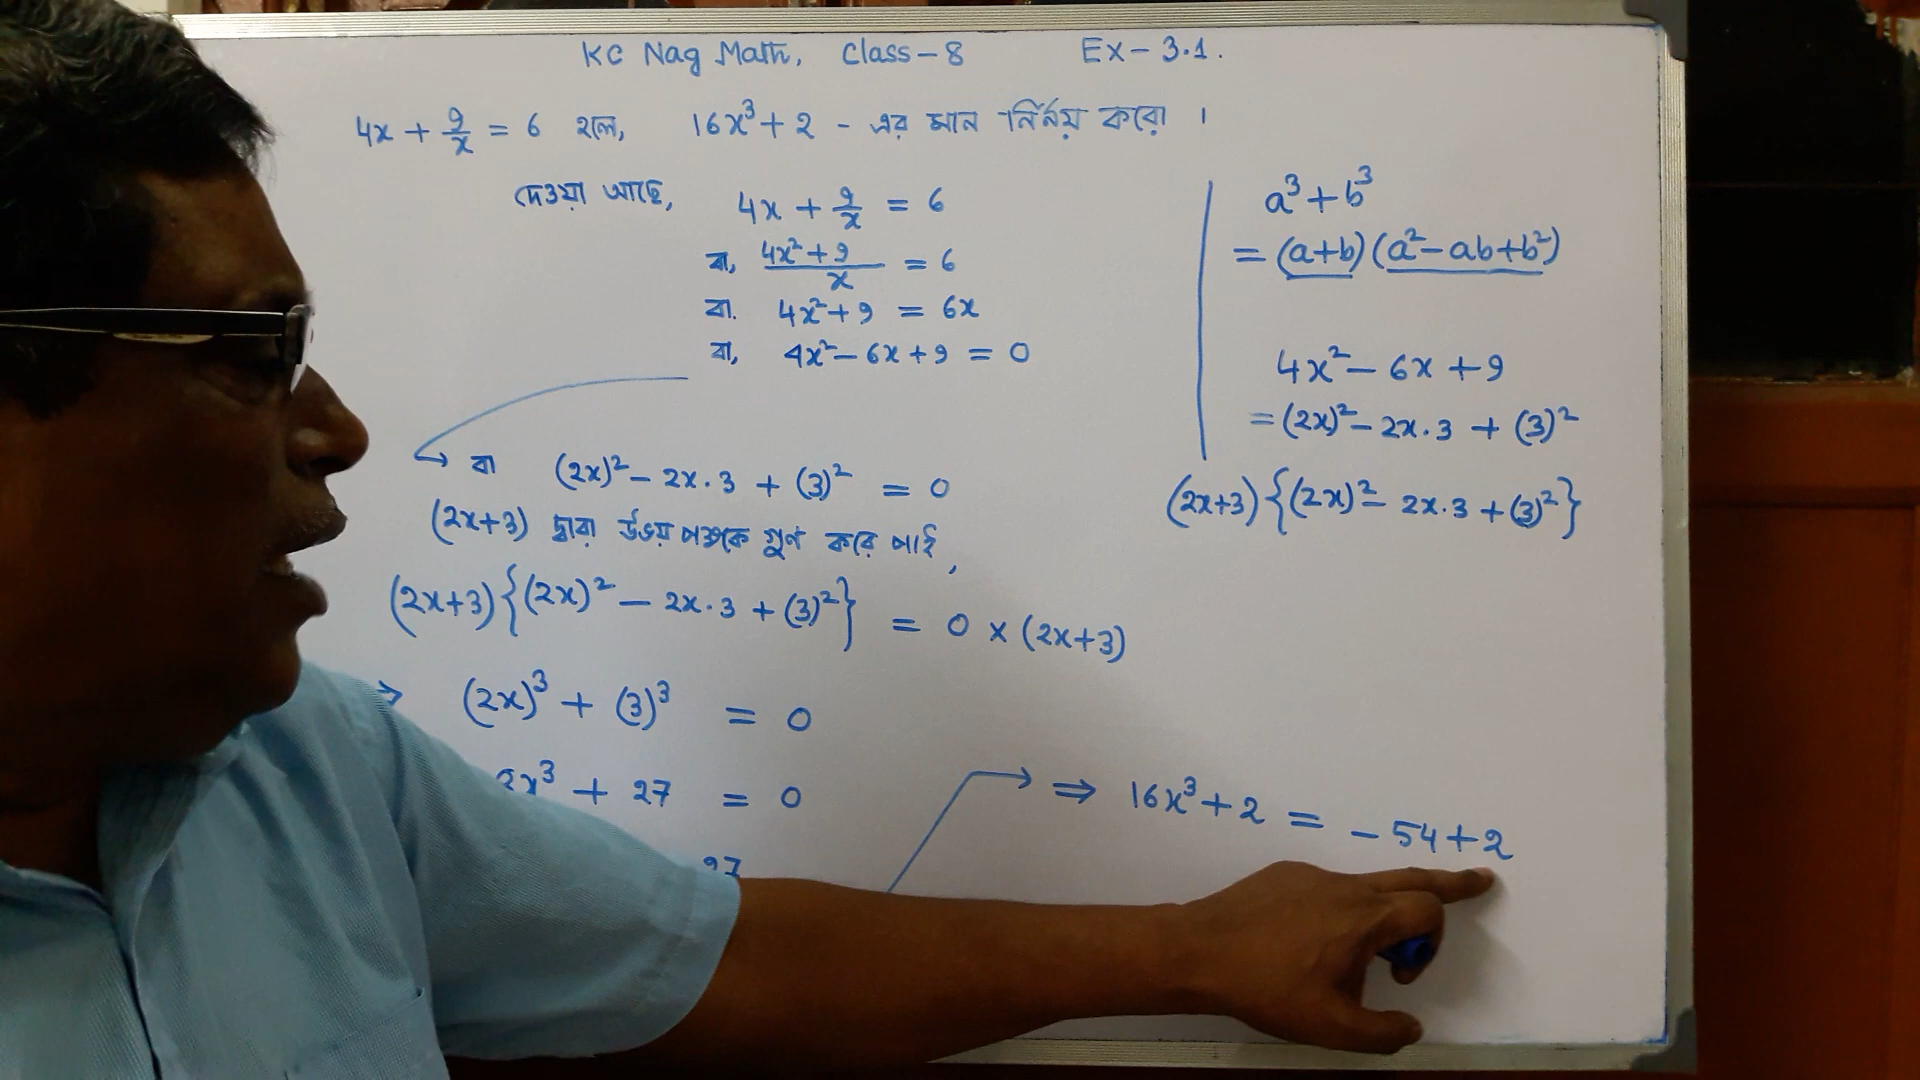 KC Nag Math, Class-8 Ex-3.1.
4x + 9/x = 6 হলে, 16x³+2 - এর মান নির্নয় করো ।
দেওয়া আছে, 4x + 9/x = 6
বা, (4x²+9)/x = 6
বা. 4x²+9 = 6x
বা, 4x²-6x+9 = 0
→ বা (2x)²-2x.3 + (3)² = 0
(2x+3) দ্বারা উভয় পক্ষকে গুন করে পাই,
(2x+3){(2x)²-2x.3+(3)²} = 0 x (2x+3)
⇒ (2x)³ + (3)³ = 0
8x³ + 27 = 0
27
a³+b³
= (a+b)(a²-ab+b²)
4x²-6x+9
= (2x)²-2x.3 + (3)²
(2x+3){(2x)²-2x.3+(3)²}
→ ⇒ 16x³+2 = -54+2